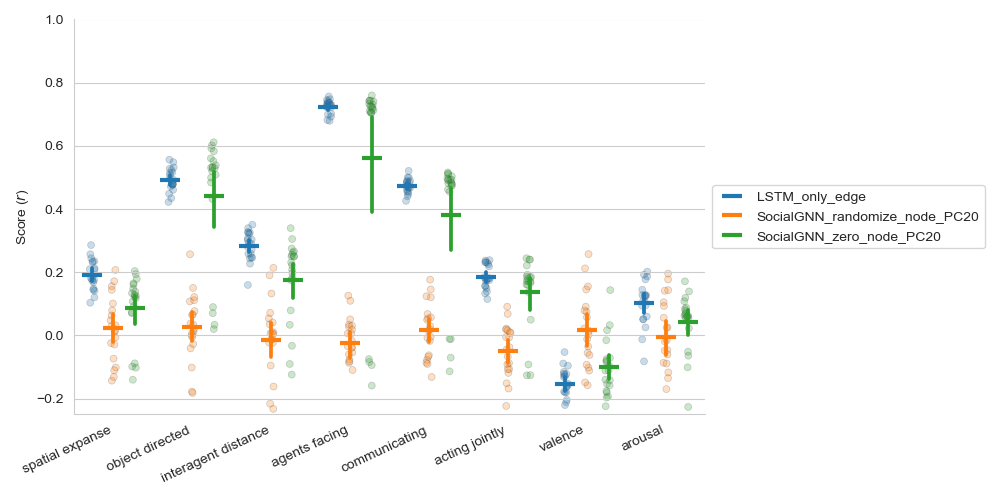 1.0
0.8
0.6
0.4
0.2
0.0
−0.2
Score (r)
spatial expanse
object directed
interagent distance
agents facing
communicating
acting jointly
valence
arousal
LSTM_only_edge
SocialGNN_randomize_node_PC20
SocialGNN_zero_node_PC20